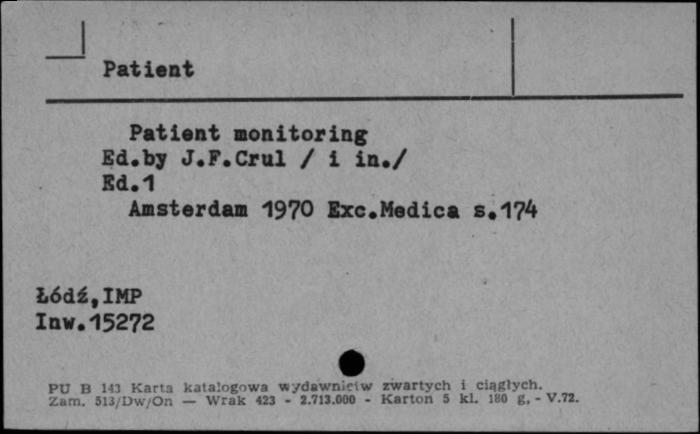 Patient
Patient monitoring
Ed.by J.F.Crul / i in./
Ed.1
Amsterdam 1970 Exc.Medica s.174
Łódź,IMP
Inw.15272
PU B 143 Karta katalogowa wydawnictw zwartych i ciągłych.
Zam. 513/Dw/On — Wrak 423 - 2.713.000 - Karton 5 kl. 180 g, - V.72.